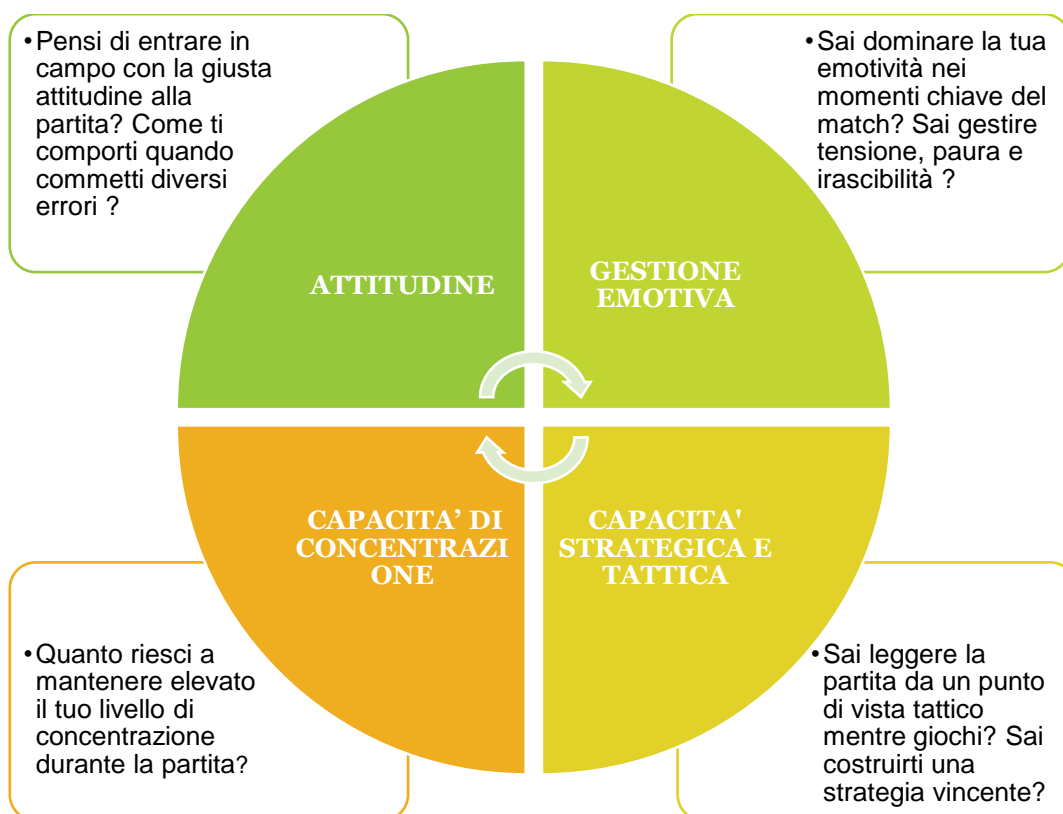 •Pensi di entrare in
campo con la giusta
attitudine alla
partita? Come ti
comporti quando
commetti diversi
errori ?
•Sai dominare la tua
emotività nei
momenti chiave del
match? Sai gestire
tensione, paura e
irascibilità ?
ATTITUDINE
GESTIONE
EMOTIVA
CAPACITA’ DI
CONCENTRAZI
ONE
CAPACITA'
STRATEGICA E
TATTICA
•Quanto riesci a
mantenere elevato
il tuo livello di
concentrazione
durante la partita?
•Sai leggere la
partita da un punto
di vista tattico
mentre giochi? Sai
costruirti una
strategia vincente?